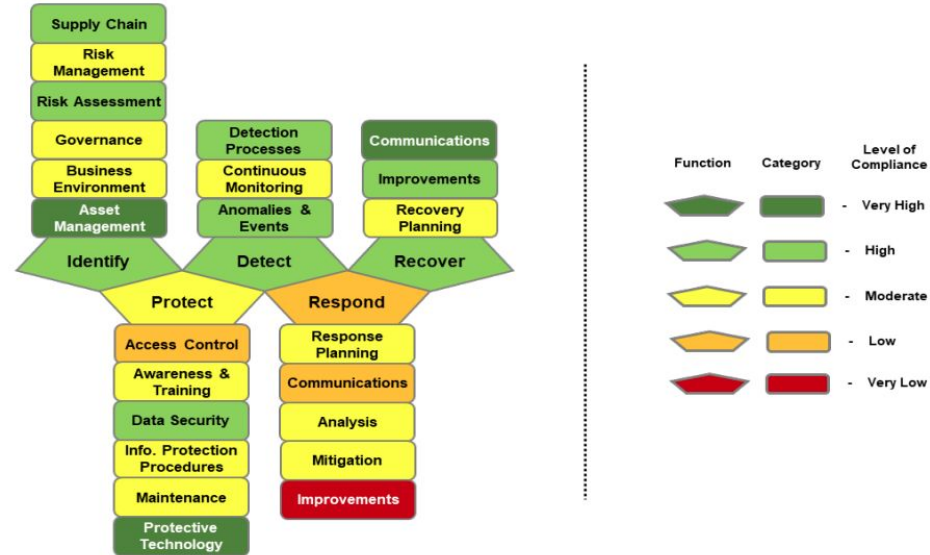 Supply Chain
Risk
Management
Risk Assessment
Governance
Business
Environment
Asset
Management
Identify
Detection
Processes
Continuous
Monitoring
Anomalies &
Events
Detect
Communications
Improvements
Recovery
Planning
Recover
Protect
Access Control
Awareness &
Training
Data Security
Info. Protection
Procedures
Maintenance
Protective
Technology
Respond
Response
Planning
Communications
Analysis
Mitigation
Improvements
Function
Category
Level of
Compliance
- Very High
- High
- Moderate
- Low
- Very Low